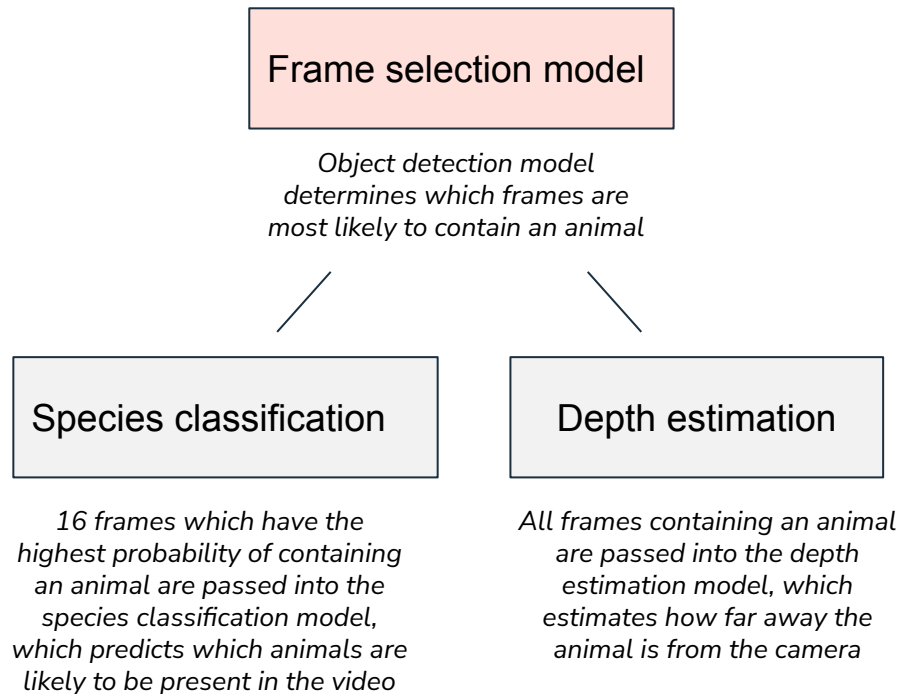 Frame selection model
Object detection model
determines which frames are
most likely to contain an animal
Species classification
16 frames which have the
highest probability of containing
an animal are passed into the
species classification model,
which predicts which animals are
likely to be present in the video
Depth estimation
All frames containing an animal
are passed into the depth
estimation model, which
estimates how far away the
animal is from the camera